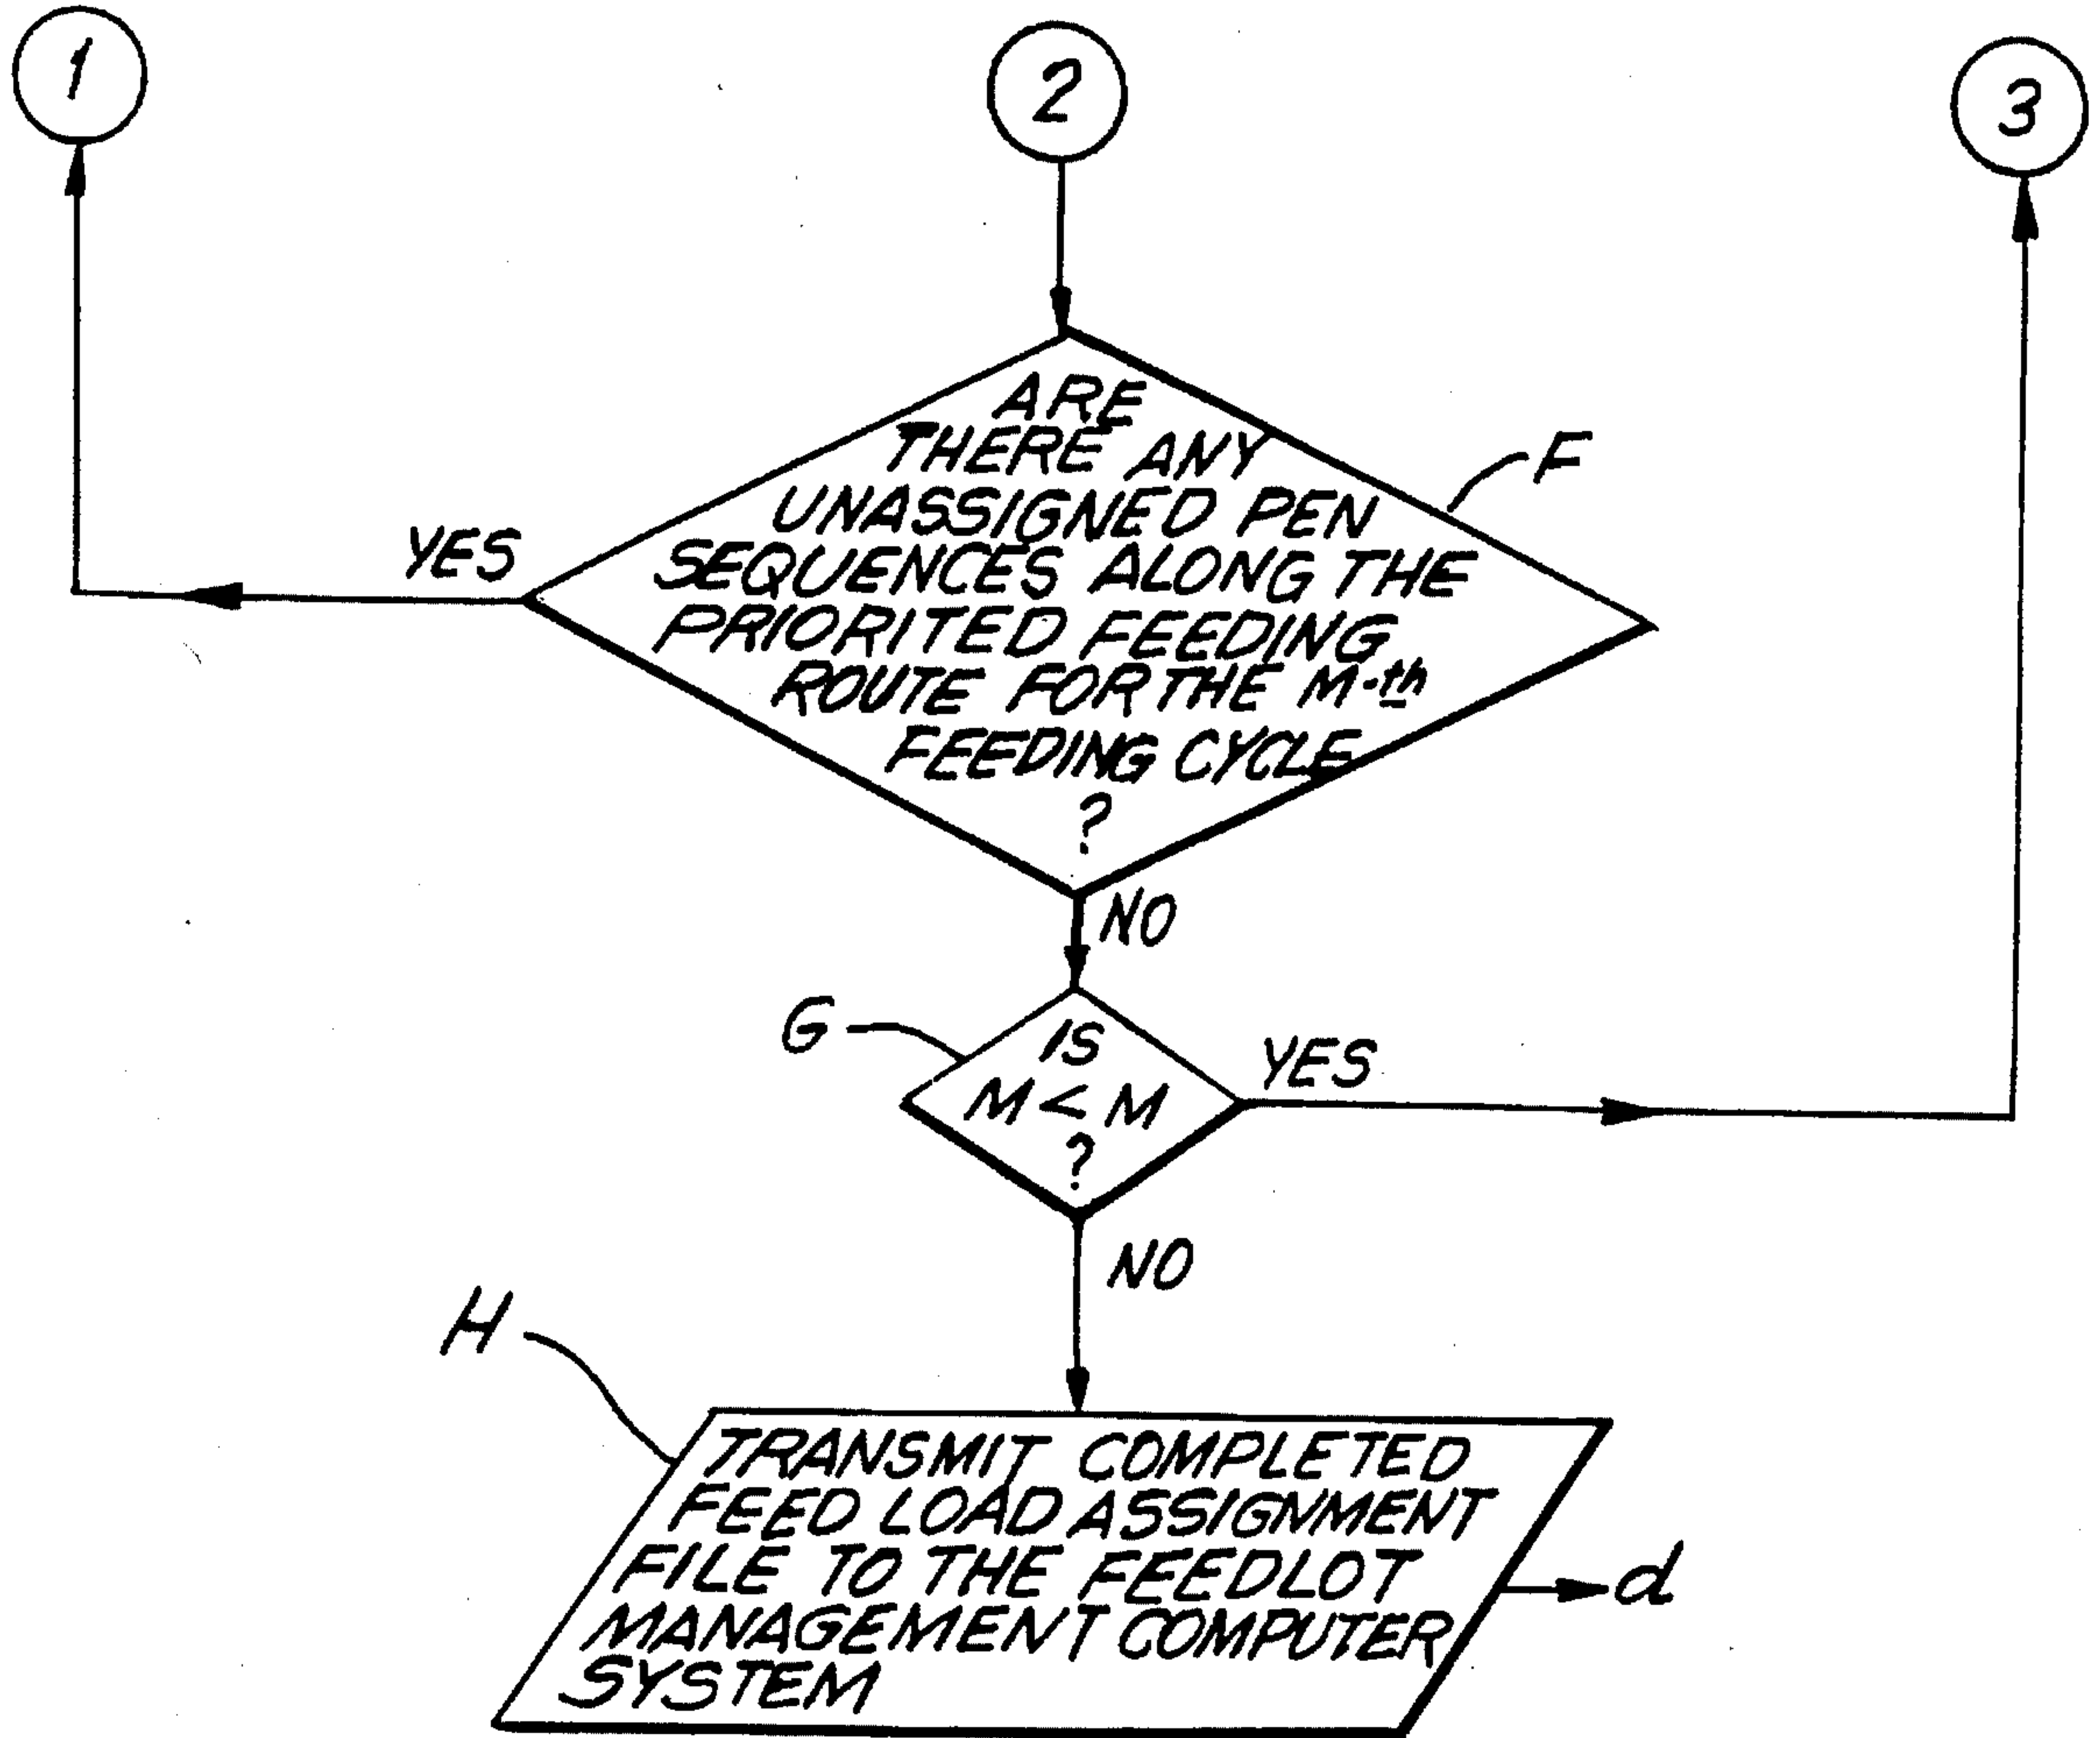 1
2
3
ARE
THERE ANY
UNASSIGNED PEN
SEQUENCES ALONG THE
PRIORITED FEEDING
ROUTE FOR THE M-th
FEEDING CYCLE
?
F
YES
NO
G
IS
M < M
?
YES
NO
H
TRANSMIT COMPLETED
FEED LOAD ASSIGNMENT
FILE TO THE FEEDLOT
MANAGEMENT COMPUTER
SYSTEM
d